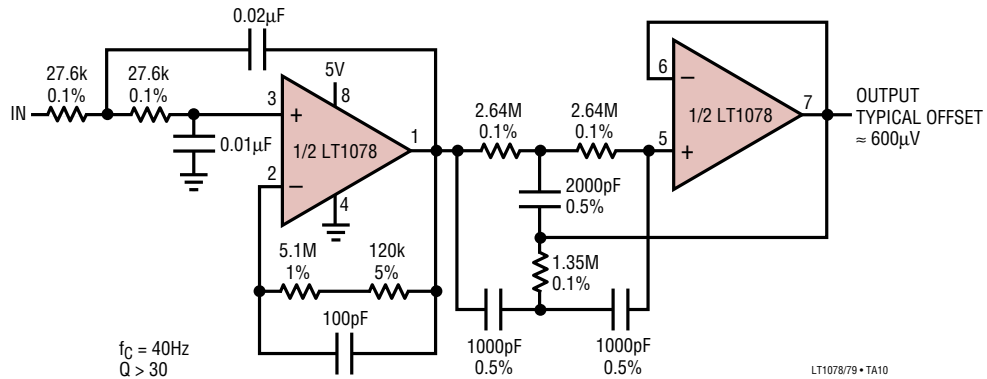 0.02µF
27.6k
0.1%
27.6k
0.1%
IN
0.01µF
3
+
2
−
1/2 LT1078
5V
8
4
1
5.1M
1%
120k
5%
100pF
fC = 40Hz
Q > 30
2.64M
0.1%
2.64M
0.1%
2000pF
0.5%
1.35M
0.1%
1000pF
0.5%
1000pF
0.5%
6
−
5
+
1/2 LT1078
7
OUTPUT
TYPICAL OFFSET
≈ 600µV
LT1078/79 • TA10